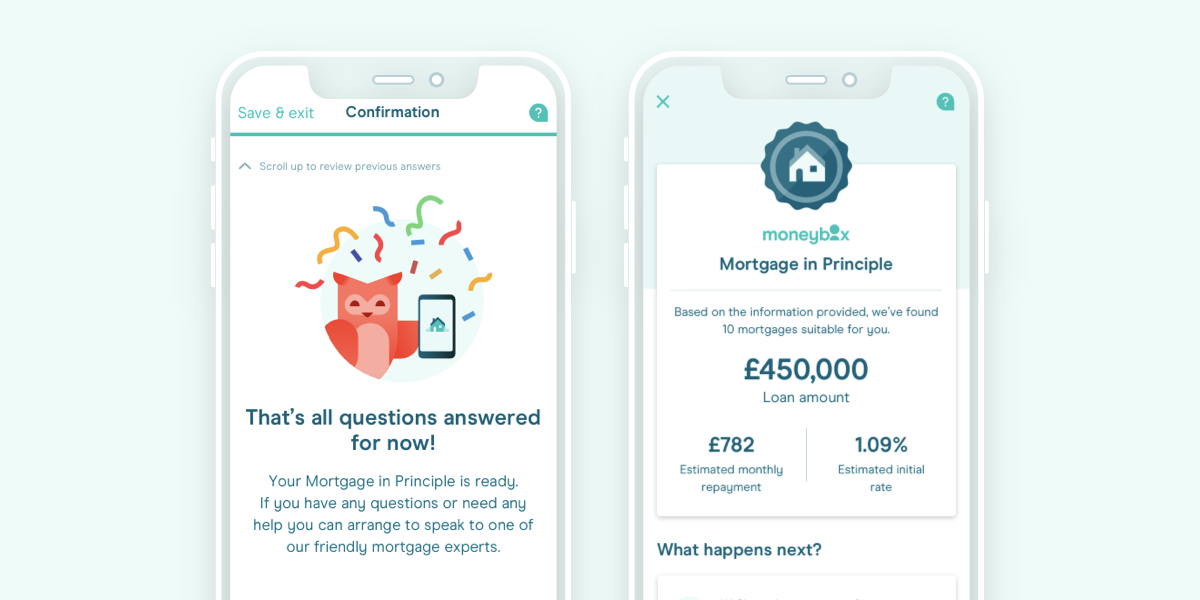 Save & exit
Confirmation
?
Scroll up to review previous answers
That's all questions answered
for now!
Your Mortgage in Principle is ready.
If you have any questions or need any
help you can arrange to speak to one of
our friendly mortgage experts.
?
moneybox
Mortgage in Principle
Based on the information provided, we've found
10 mortgages suitable for you.
£450,000
Loan amount
£782
Estimated monthly
repayment
1.09%
Estimated initial
rate
What happens next?